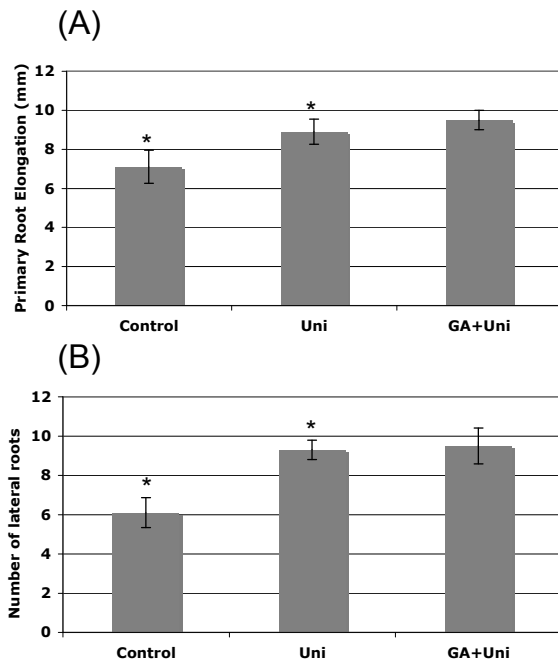 (A)
Primary Root Elongation (mm)
12
10
8
6
4
2
0
*
*
Control
Uni
GA+Uni
(B)
Number of lateral roots
12
10
8
6
4
2
0
*
*
Control
Uni
GA+Uni